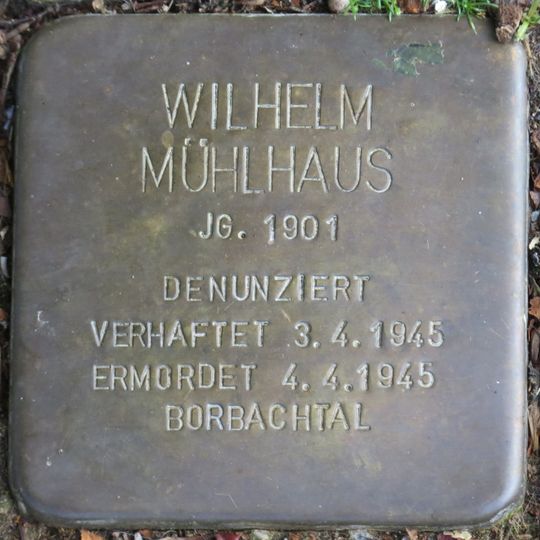 WILHELM
MÜHLHAUS
JG. 1901
DENUNZIERT
VERHAFTET 3.4.1945
ERMORDET 4.4.1945
BORBACHTAL